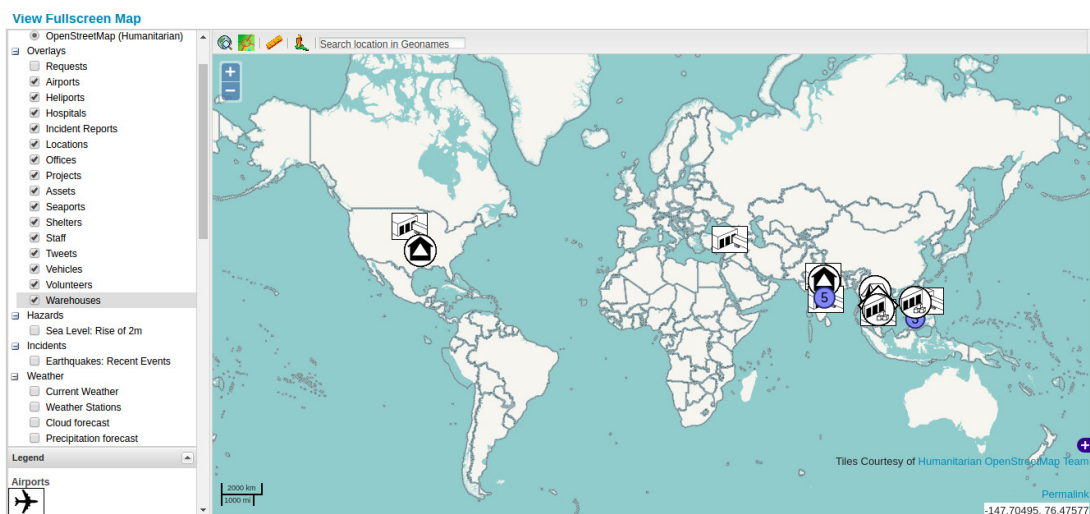 View Fullscreen Map
OpenStreetMap (Humanitarian)
Overlays
Requests
Airports
Heliports
Hospitals
Incident Reports
Locations
Offices
Projects
Assets
Seaports
Shelters
Staff
Tweets
Vehicles
Volunteers
Warehouses
Hazards
Sea Level: Rise of 2m
Incidents
Earthquakes: Recent Events
Weather
Current Weather
Weather Stations
Cloud forecast
Precipitation forecast
Legend
Airports
Search location in Geonames
+
−
5
2000 km
1000 mi
Tiles Courtesy of Humanitarian OpenStreetMap Team
Permalink
-147.70495, 76.47577